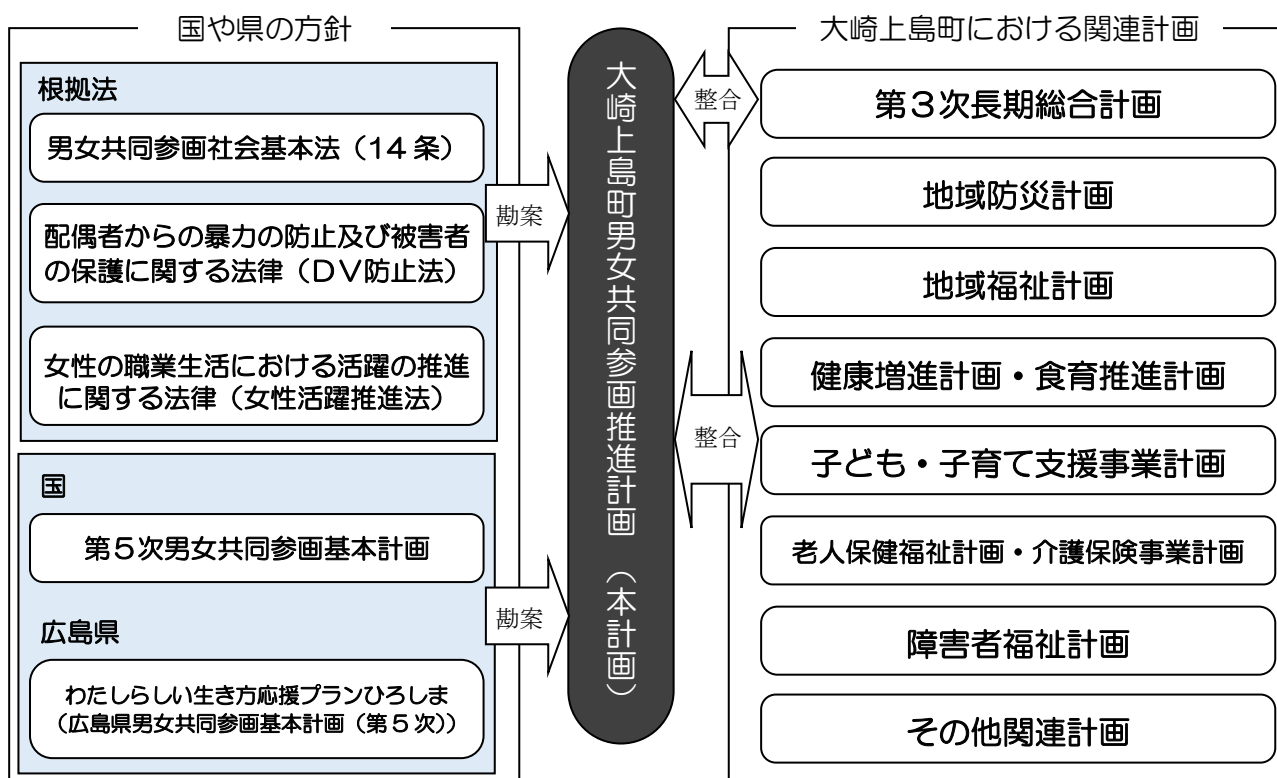 国や県の方針
根拠法
男女共同参画社会基本法（14 条）
配偶者からの暴力の防止及び被害者
の保護に関する法律（ＤＶ防止法）
女性の職業生活における活躍の推進
に関する法律（女性活躍推進法）
国
第５次男女共同参画基本計画
広島県
わたしらしい生き方応援プランひろしま
（広島県男女共同参画基本計画（第５次））
勘案
勘案
大崎上島町男女共同参画推進計画　（本計画）
整合
整合
大崎上島町における関連計画
第３次長期総合計画
地域防災計画
地域福祉計画
健康増進計画・食育推進計画
子ども・子育て支援事業計画
老人保健福祉計画・介護保険事業計画
障害者福祉計画
その他関連計画